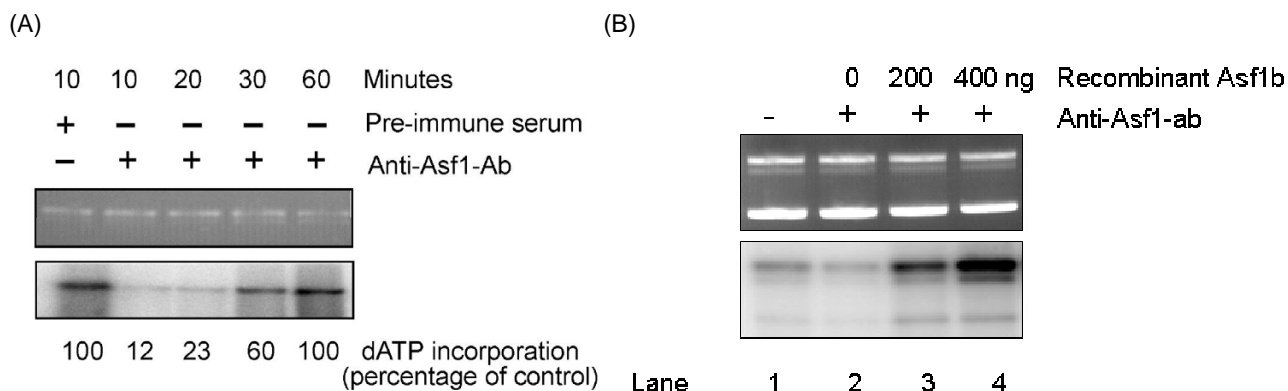 (A)
10 10 20 30 60 Minutes
+ − − − − Pre-immune serum
− + + + + Anti-Asf1-Ab
100 12 23 60 100 dATP incorporation
(percentage of control)
(B)
0 200 400 ng Recombinant Asf1b
- + + + Anti-Asf1-ab
Lane 1 2 3 4